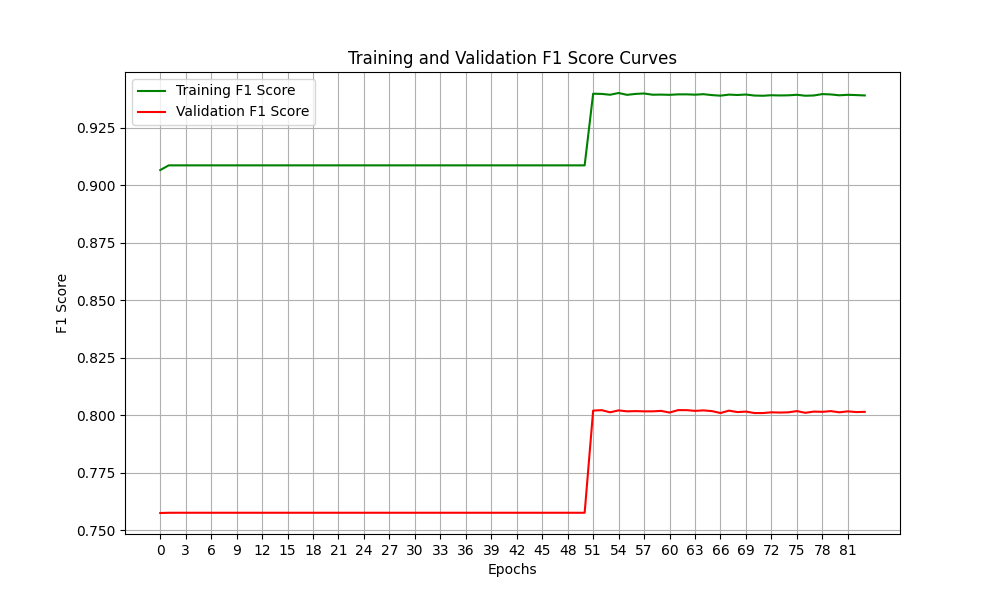 Training and Validation F1 Score Curves
Training F1 Score
Validation F1 Score
F1 Score
0.925
0.900
0.875
0.850
0.825
0.800
0.775
0.750
0 3 6 9 12 15 18 21 24 27 30 33 36 39 42 45 48 51 54 57 60 63 66 69 72 75 78 81
Epochs